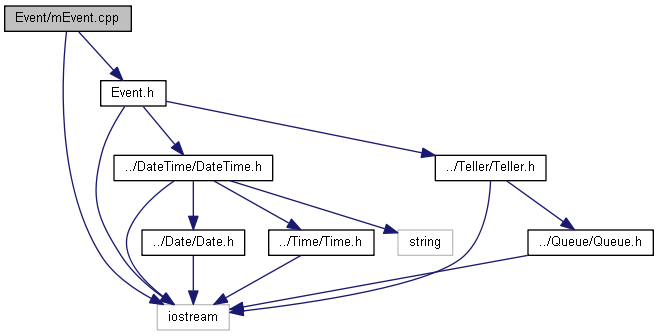 Event/mEvent.cpp
Event.h
../DateTime/DateTime.h
../Teller/Teller.h
../Date/Date.h
../Time/Time.h
string
../Queue/Queue.h
iostream